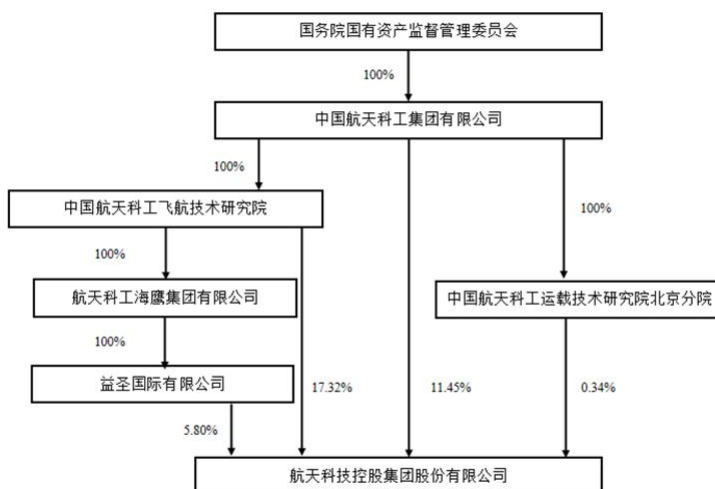 国务院国有资产监督管理委员会
100%
中国航天科工集团有限公司
100%
中国航天科工飞航技术研究院
100%
100%
航天科工海鹰集团有限公司
中国航天科工运载技术研究院北京分院
100%
益圣国际有限公司
17.32%
11.45%
0.34%
5.80%
航天科技控股集团股份有限公司